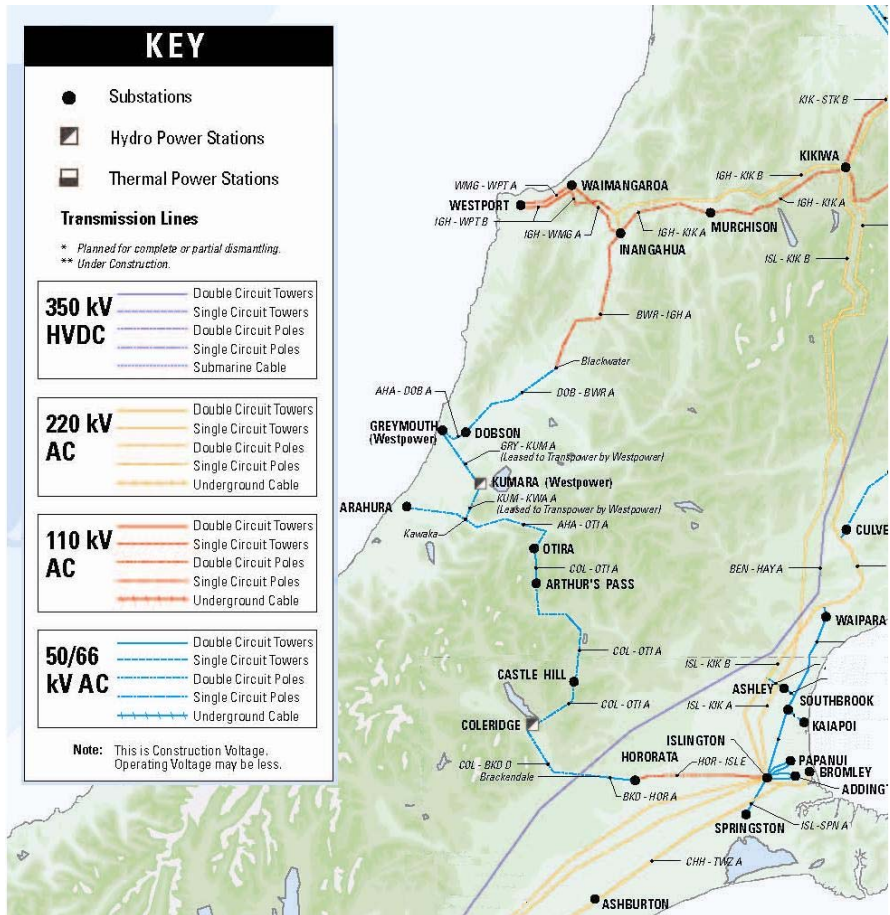 KEY
Substations
Hydro Power Stations
Thermal Power Stations
Transmission Lines
* Planned for complete or partial dismantling.
** Under Construction.
350 kV
HVDC
Double Circuit Towers
Single Circuit Towers
Double Circuit Poles
Single Circuit Poles
Submarine Cable
220 kV
AC
Double Circuit Towers
Single Circuit Towers
Double Circuit Poles
Single Circuit Poles
Underground Cable
110 kV
AC
Double Circuit Towers
Single Circuit Towers
Double Circuit Poles
Single Circuit Poles
Underground Cable
50/66
kV AC
Double Circuit Towers
Single Circuit Towers
Double Circuit Poles
Single Circuit Poles
Underground Cable
Note: This is Construction Voltage.
Operating Voltage may be less.
KIK - STK B
KIKIWA
IGH - KIK B
WMG - WPT A
WAIMANGAROA
WESTPORT
IGH - KIK A
IGH - WPT B
MURCHISON
IGH - WMG A
IGH - KIK A
INANGAHUA
ISL - KIK B
BWR - IGH A
Blackwater
AHA - DOB A
DOB - BWR A
GREYMOUTH
(Westpower)
DOBSON
GRY - KUM A
(Leased to Transpower by Westpower)
KUMARA (Westpower)
KUM - KWA A
(Leased to Transpower by Westpower)
ARAHURA
Kawaka
AHA - OTI A
CULVE
OTIRA
COL - OTI A
BEN - HAY A
ARTHUR'S PASS
WAIPARA
COL - OTI A
ISL - KIK B
CASTLE HILL
ASHLEY
COL - OTI A
ISL - KIK A
SOUTHBROOK
COLERIDGE
KAIAPOI
ISLINGTON
HORORATA
PAPANUI
COL - BKD D
HOR - ISL E
BROMLEY
Brackendale
ADDINGT
BKD - HOR A
SPRINGSTON
ISL - SPN A
CHH - TWZ A
ASHBURTON